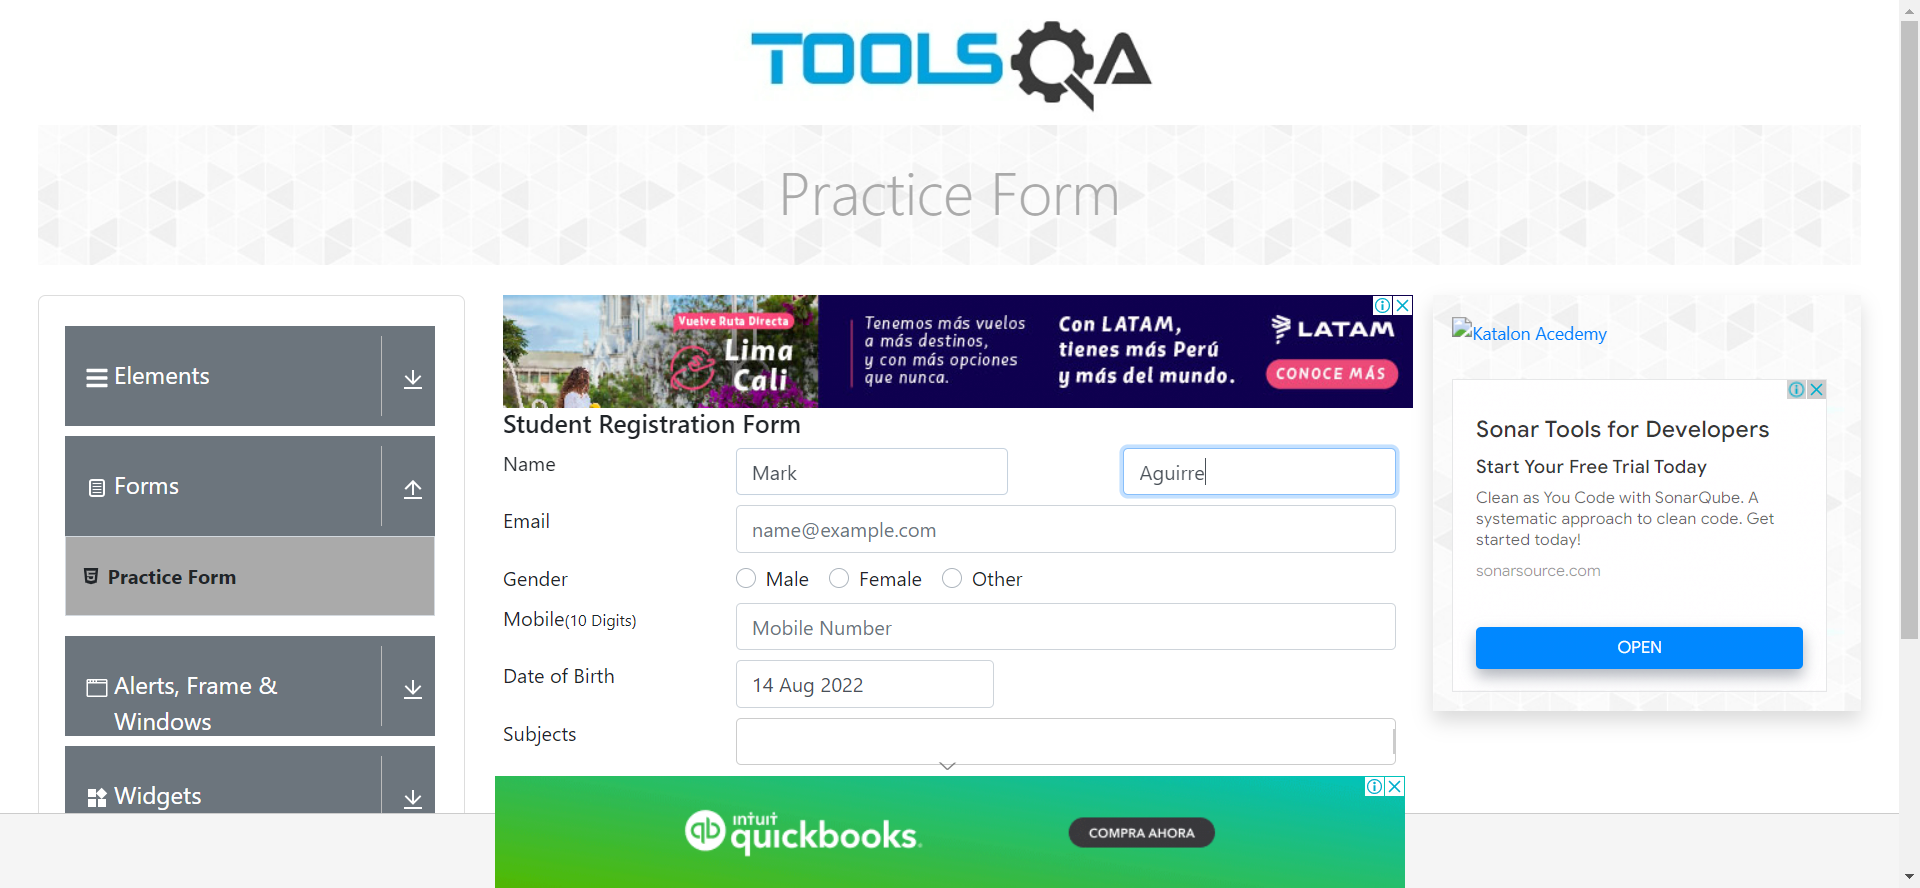 TOOLSQA
Practice Form
Elements
Forms
Practice Form
Alerts, Frame &
Windows
Widgets
Vuelve Ruta Directa
Lima
Cali
Tenemos más vuelos
a más destinos,
y con más opciones
que nunca.
Con LATAM,
tienes más Perú
y más del mundo.
LATAM
CONOCE MÁS
Student Registration Form
Name
Mark
Aguirre
Email
name@example.com
Gender
Male
Female
Other
Mobile(10 Digits)
Mobile Number
Date of Birth
14 Aug 2022
Subjects
intuit
qb quickbooks.
COMPRA AHORA
Katalon Acedemy
Sonar Tools for Developers
Start Your Free Trial Today
Clean as You Code with SonarQube. A
systematic approach to clean code. Get
started today!
sonarsource.com
OPEN